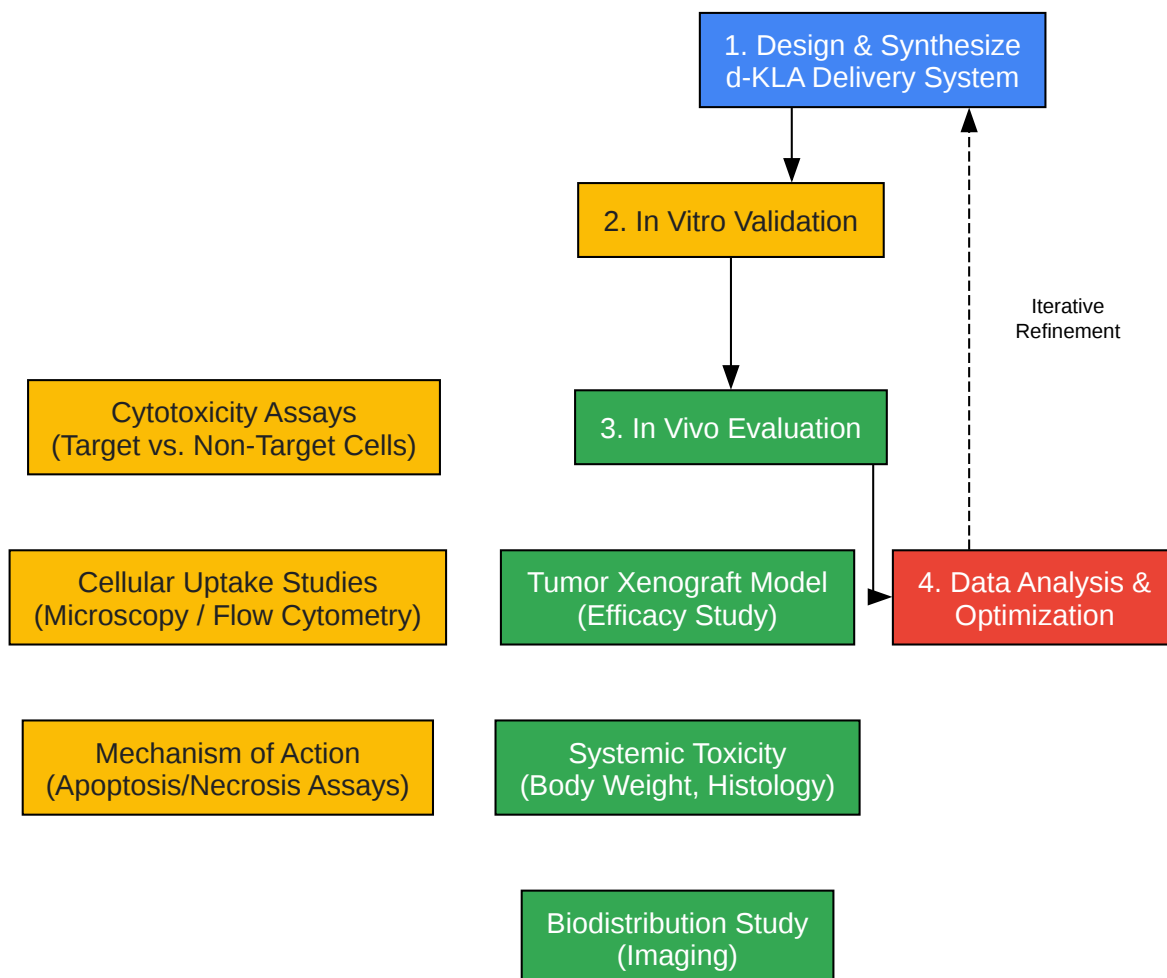 1. Design & Synthesize
d-KLA Delivery System
2. In Vitro Validation
Iterative
Refinement
Cytotoxicity Assays
(Target vs. Non-Target Cells)
3. In Vivo Evaluation
Cellular Uptake Studies
(Microscopy / Flow Cytometry)
Tumor Xenograft Model
(Efficacy Study)
4. Data Analysis &
Optimization
Mechanism of Action
(Apoptosis/Necrosis Assays)
Systemic Toxicity
(Body Weight, Histology)
Biodistribution Study
(Imaging)